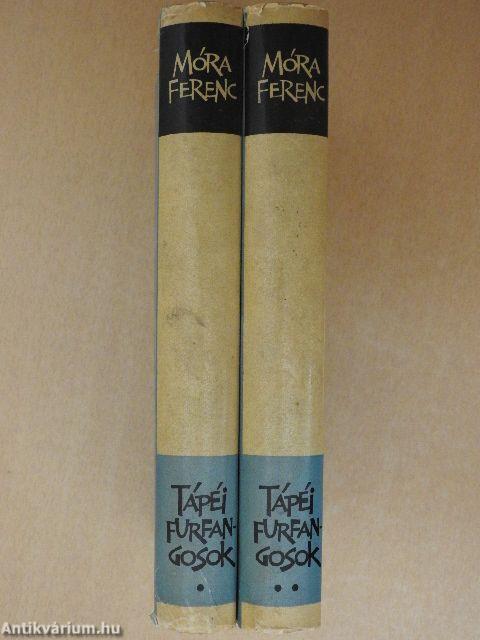 MÓRA
FERENC
TÁPÉI
FURFAN-
GOSOK
•
MÓRA
FERENC
TÁPÉI
FURFAN-
GOSOK
••
Antikvárium.hu